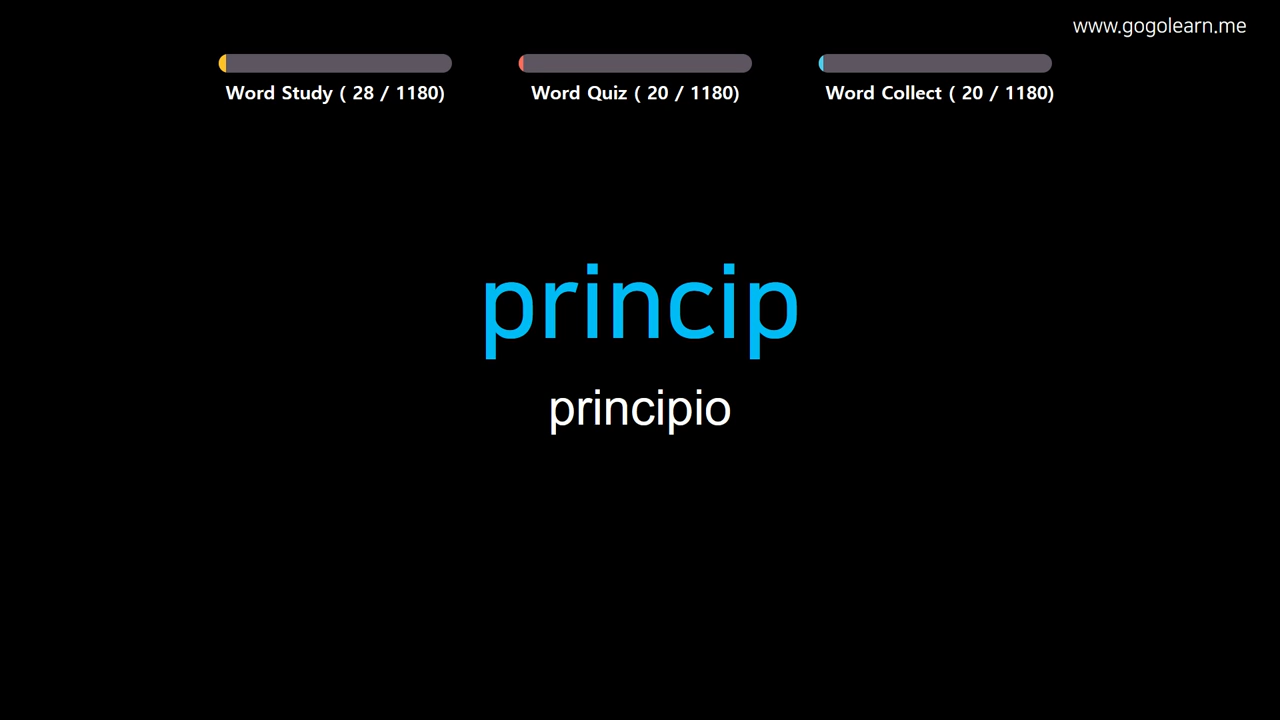 www.gogolearn.me
Word Study ( 28 / 1180)
Word Quiz ( 20 / 1180)
Word Collect ( 20 / 1180)
princip
principio